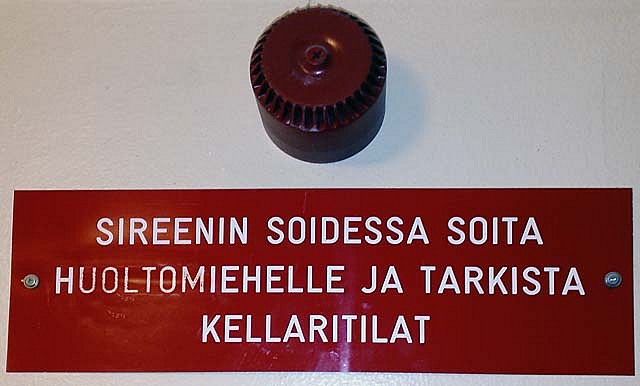 SIREENIN SOIDESSA SOITA
HUOLTOMIEHELLE JA TARKISTA
KELLARITILAT